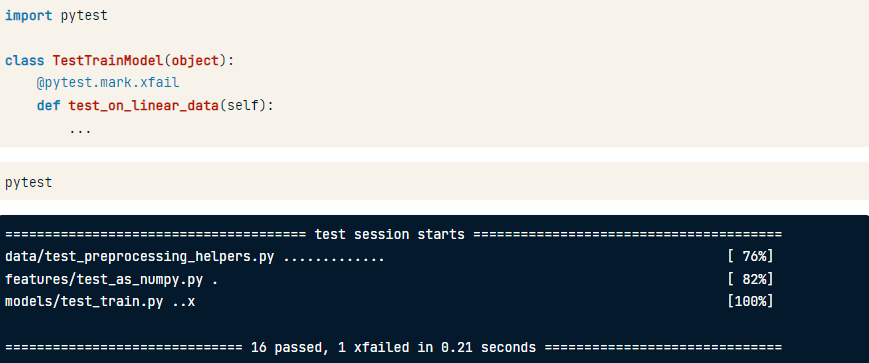 import pytest
class TestTrainModel(object):
@pytest.mark.xfail
def test_on_linear_data(self):
...
pytest
====================================== test session starts =======================================
data/test_preprocessing_helpers.py ............. [ 76%]
features/test_as_numpy.py . [ 82%]
models/test_train.py ..x [100%]
============================== 16 passed, 1 xfailed in 0.21 seconds ==============================